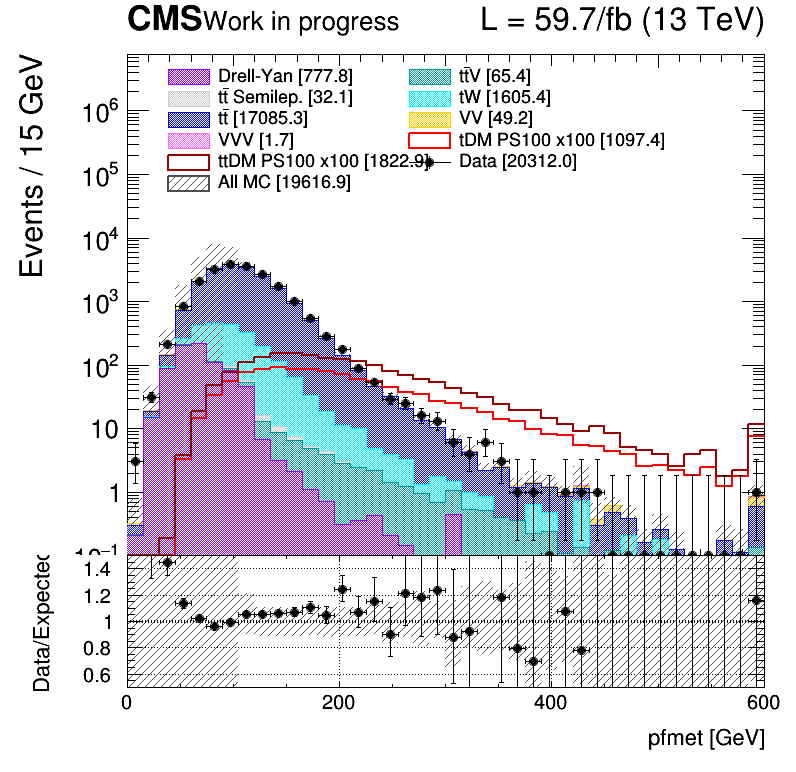 CMS Work in progress L = 59.7/fb (13 TeV)
Events / 15 GeV
Drell-Yan [777.8] tt̄V [65.4]
tt̄ Semilep. [32.1] tW [1605.4]
tt̄ [17085.3] VV [49.2]
VVV [1.7] tDM PS100 x100 [1097.4]
ttDM PS100 x100 [1822.9] Data [20312.0]
All MC [19616.9]
10⁶
10⁵
10⁴
10³
10²
10
1
10⁻¹
Data/Expected
1.4
1.2
1
0.8
0.6
0 200 400 600
pfmet [GeV]